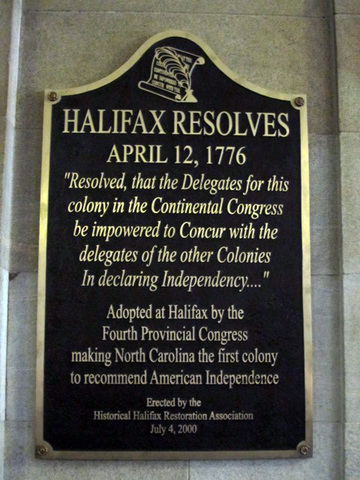 HALIFAX RESOLVES
APRIL 12, 1776
"Resolved, that the Delegates for this
colony in the Continental Congress
be impowered to Concur with the
delegates of the other Colonies
In declaring Independency...."
Adopted at Halifax by the
Fourth Provincial Congress
making North Carolina the first colony
to recommend American Independence
Erected by the
Historical Halifax Restoration Association
July 4, 2000